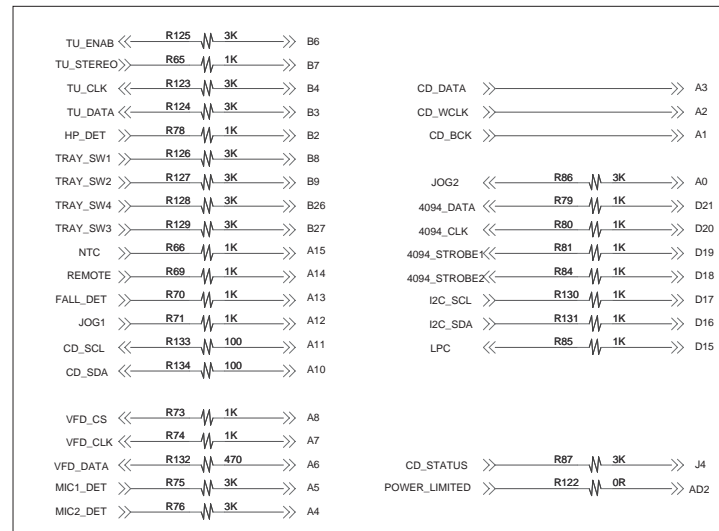 TU_ENAB R125 3K B6
TU_STEREO R65 1K B7
TU_CLK R123 3K B4
TU_DATA R124 3K B3
HP_DET R78 1K B2
TRAY_SW1 R126 3K B8
TRAY_SW2 R127 3K B9
TRAY_SW4 R128 3K B26
TRAY_SW3 R129 3K B27
NTC R66 1K A15
REMOTE R69 1K A14
FALL_DET R70 1K A13
JOG1 R71 1K A12
CD_SCL R133 100 A11
CD_SDA R134 100 A10
VFD_CS R73 1K A8
VFD_CLK R74 1K A7
VFD_DATA R132 470 A6
MIC1_DET R75 3K A5
MIC2_DET R76 3K A4
CD_DATA A3
CD_WCLK A2
CD_BCK A1
JOG2 R86 3K A0
4094_DATA R79 1K D21
4094_CLK R80 1K D20
4094_STROBE1 R81 1K D19
4094_STROBE2 R84 1K D18
I2C_SCL R130 1K D17
I2C_SDA R131 1K D16
LPC R85 1K D15
CD_STATUS R87 3K J4
POWER_LIMITED R122 0R AD2